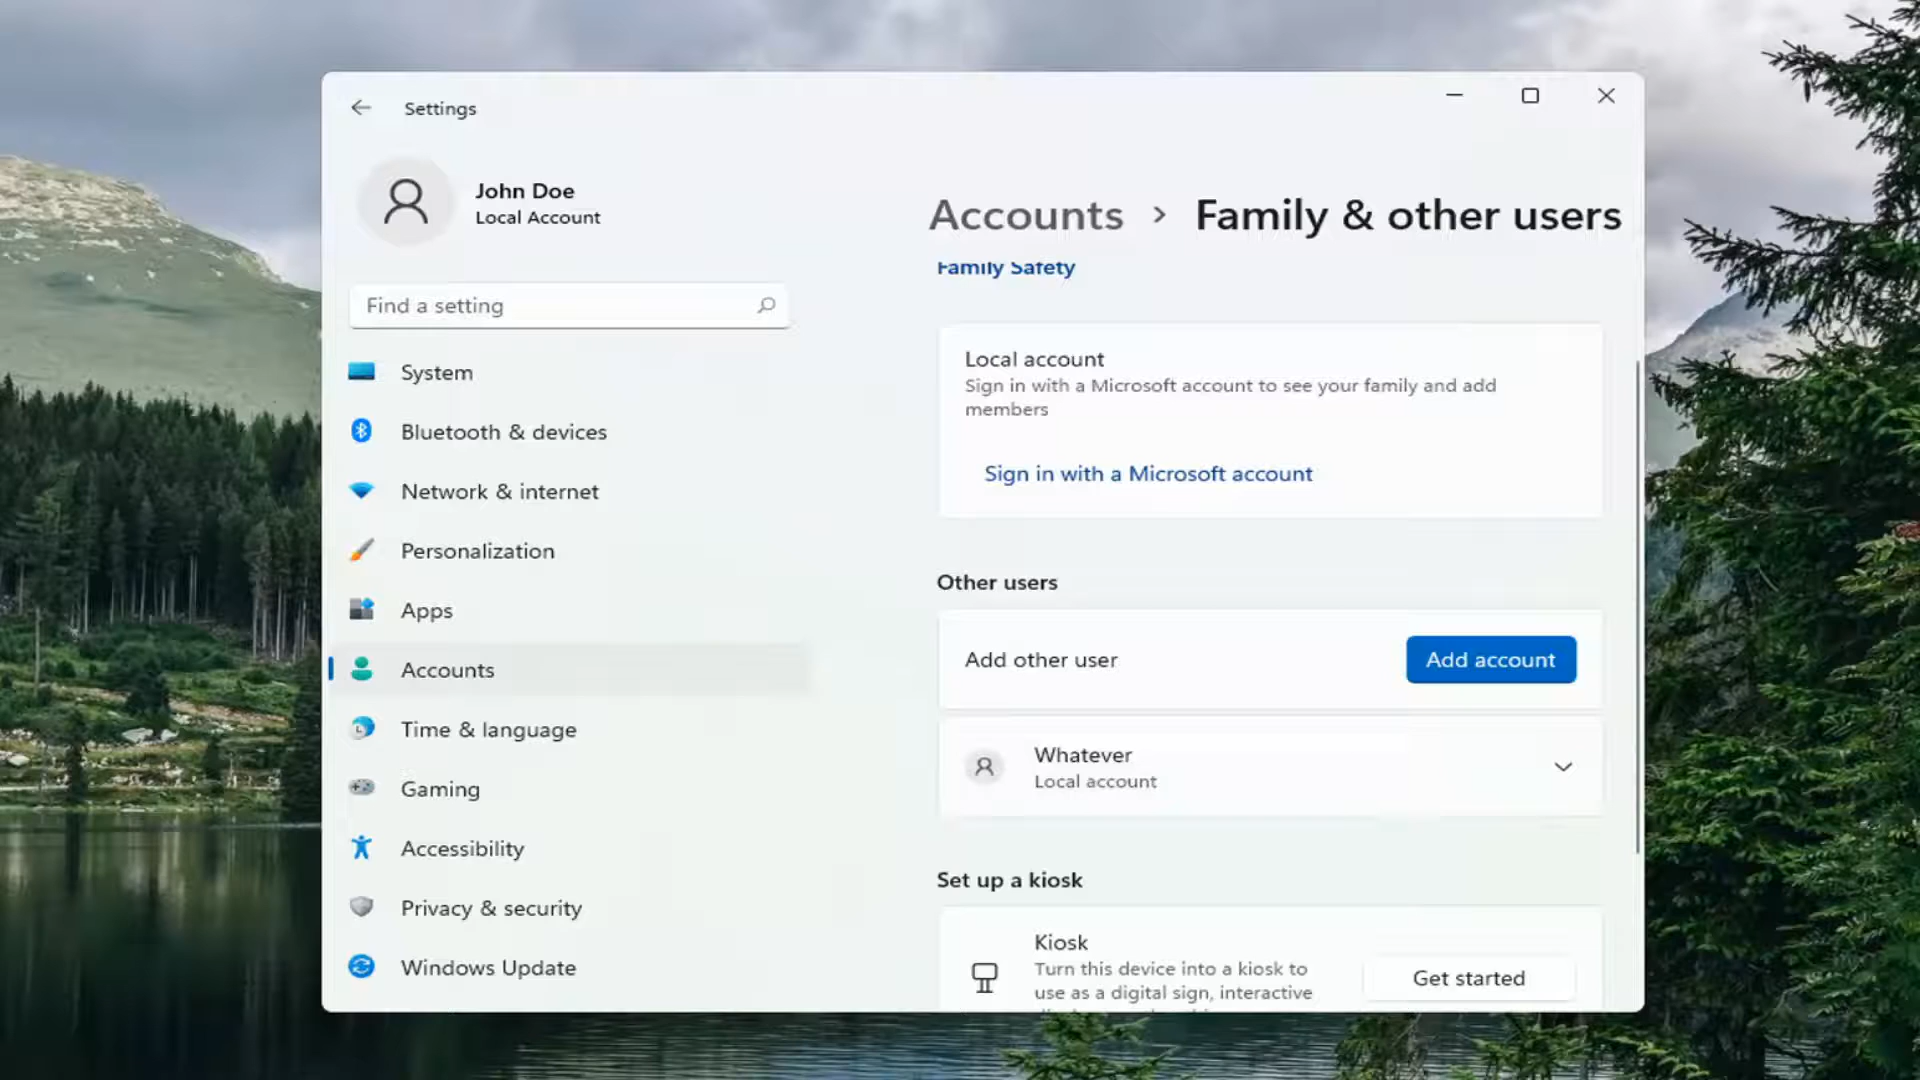 Settings
John Doe
Local Account
Find a setting
System
Bluetooth & devices
Network & internet
Personalization
Apps
Accounts
Time & language
Gaming
Accessibility
Privacy & security
Windows Update
Accounts > Family & other users
Family Safety
Local account
Sign in with a Microsoft account to see your family and add
members
Sign in with a Microsoft account
Other users
Add other user
Add account
Whatever
Local account
Set up a kiosk
Kiosk
Turn this device into a kiosk to
use as a digital sign, interactive
Get started